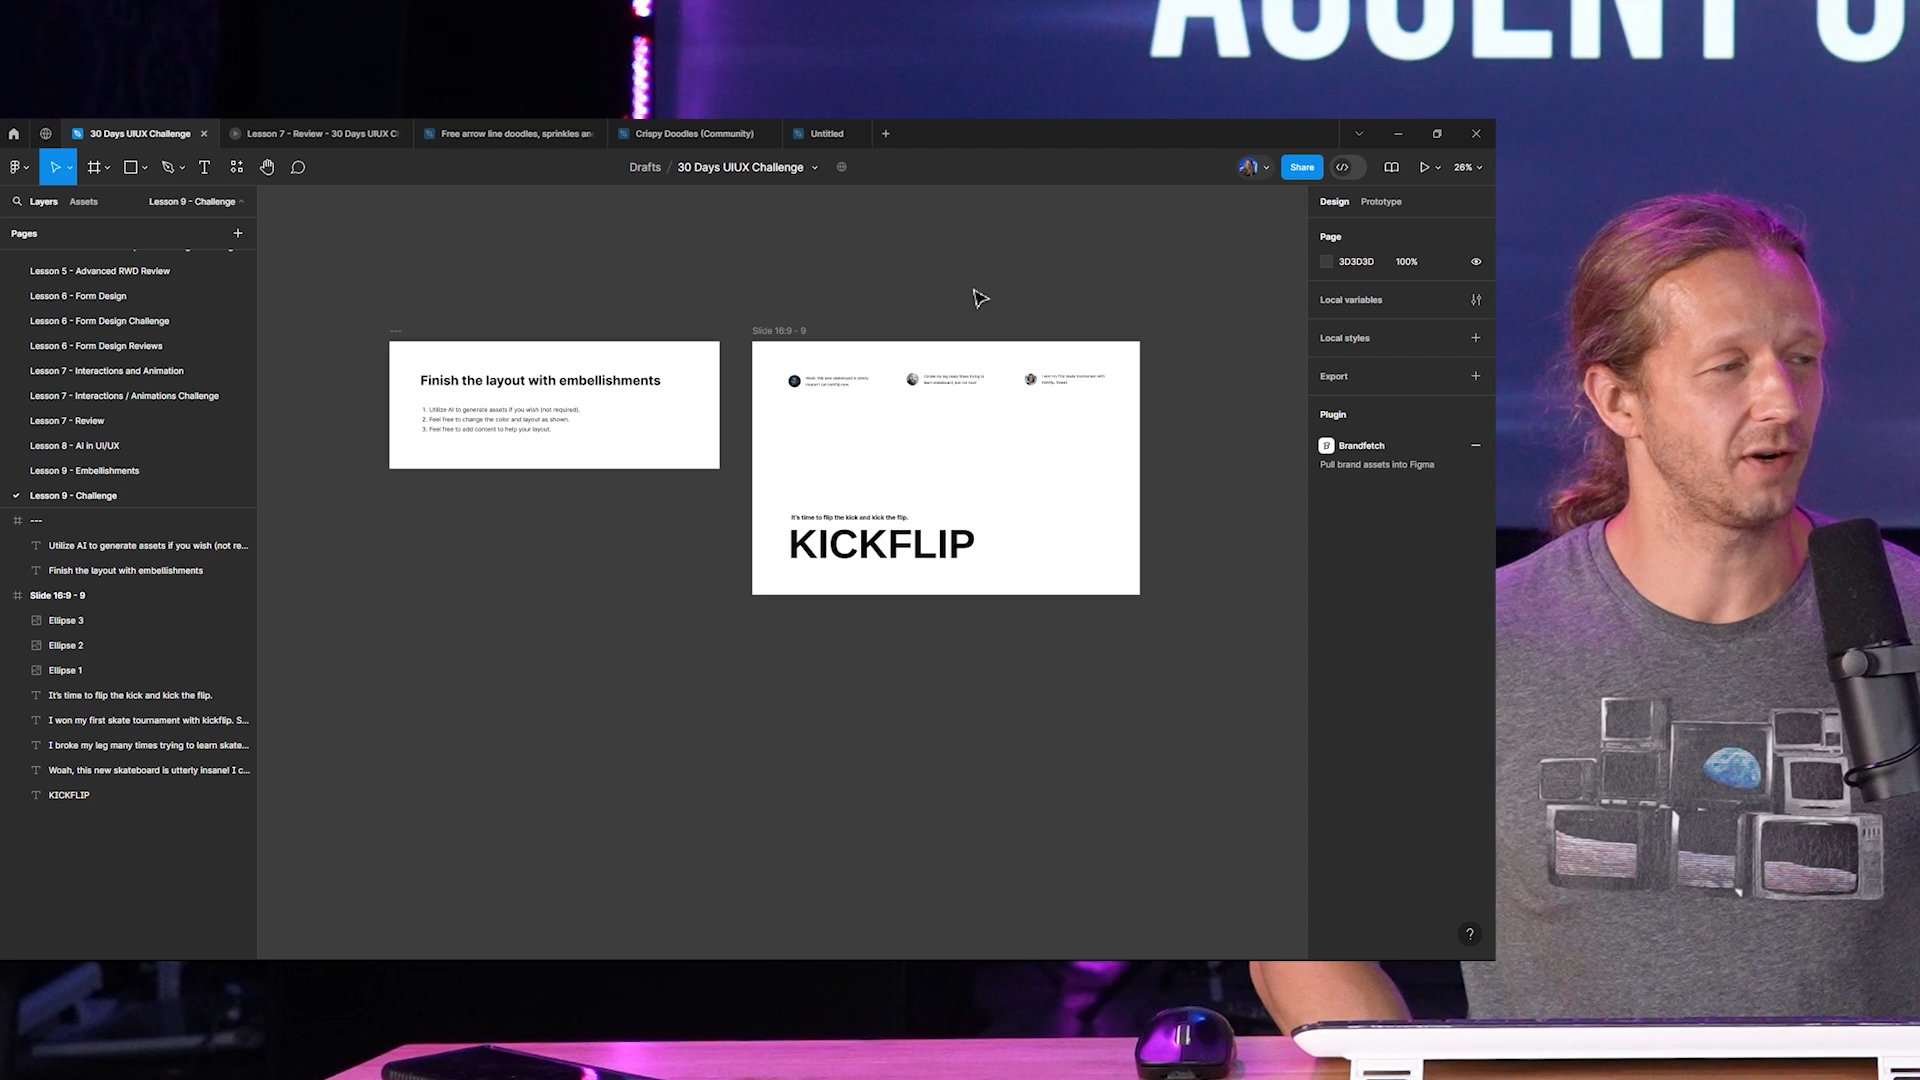 30 Days UIUX Challenge
Lesson 7 - Review - 30 Days UIUX C
Free arrow line doodles, sprinkles an
Crispy Doodles (Community)
Untitled
Drafts / 30 Days UIUX Challenge
Share
26%
Layers
Assets
Lesson 9 - Challenge
Pages
Lesson 5 - Advanced RWD Review
Lesson 6 - Form Design
Lesson 6 - Form Design Challenge
Lesson 6 - Form Design Reviews
Lesson 7 - Interactions and Animation
Lesson 7 - Interactions / Animations Challenge
Lesson 7 - Review
Lesson 8 - AI in UI/UX
Lesson 9 - Embellishments
Lesson 9 - Challenge
---
Utilize AI to generate assets if you wish (not re...
Finish the layout with embellishments
Slide 16:9 - 9
Ellipse 3
Ellipse 2
Ellipse 1
It's time to flip the kick and kick the flip.
I won my first skate tournament with kickflip. S...
I broke my leg many times trying to learn skate...
Woah, this new skateboard is utterly insane! I c...
KICKFLIP
---
Finish the layout with embellishments
1. Utilize AI to generate assets if you wish (not required).
2. Feel free to change the color and layout as shown.
3. Feel free to add content to help your layout.
Slide 16:9 - 9
It's time to flip the kick and kick the flip.
KICKFLIP
Design
Prototype
Page
3D3D3D 100%
Local variables
Local styles
Export
Plugin
Brandfetch
Pull brand assets into Figma
?